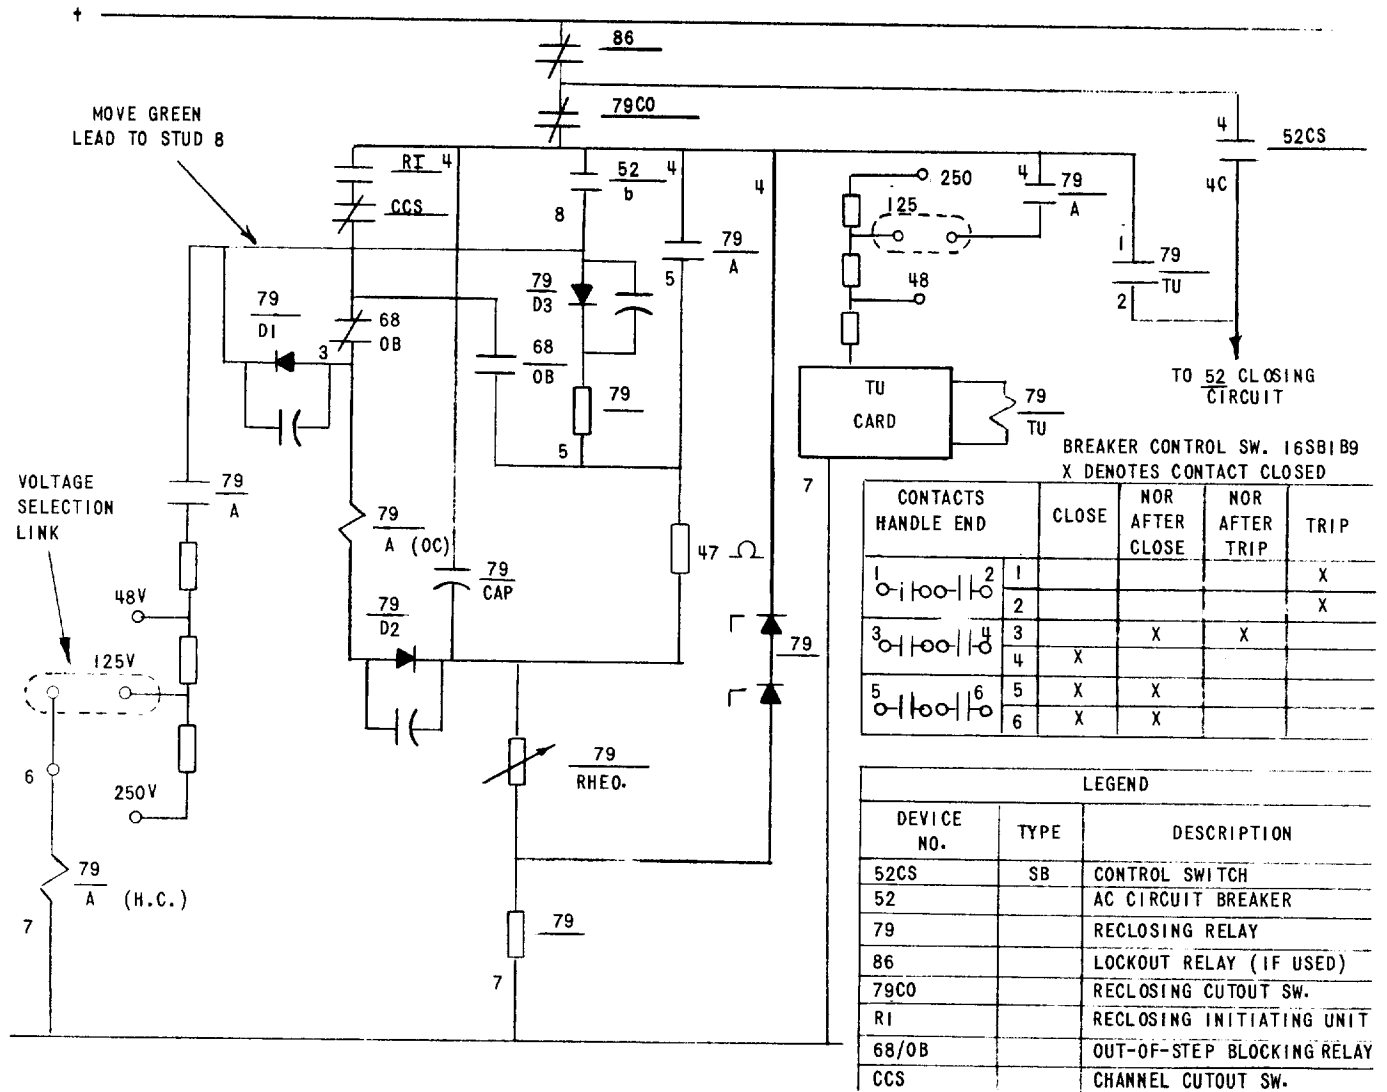 +
86
79CO
MOVE GREEN
LEAD TO STUD 8
RI
4
CCS
52
b
8
4
79
A
5
4
250
125
48
4
79
A
1
79
TU
2
4
52CS
4C
79
D1
3
68
OB
68
OB
79
D3
79
5
TU
CARD
79
TU
TO 52 CLOSING
CIRCUIT
VOLTAGE
SELECTION
LINK
79
A
48V
125V
250V
6
79
A (H.C.)
7
79
A (OC)
79
CAP
79
D2
47 Ω
79
79
RHEO.
79
7
7
BREAKER CONTROL SW. 16SB1B9
X DENOTES CONTACT CLOSED
CONTACTS
HANDLE END
CLOSE
NOR
AFTER
CLOSE
NOR
AFTER
TRIP
TRIP
1 2 1 X
2 X
3 4 3 X X
4 X
5 6 5 X X
6 X X
LEGEND
DEVICE
NO.
TYPE
DESCRIPTION
52CS SB CONTROL SWITCH
52 AC CIRCUIT BREAKER
79 RECLOSING RELAY
86 LOCKOUT RELAY (IF USED)
79CO RECLOSING CUTOUT SW.
RI RECLOSING INITIATING UNIT
68/OB OUT-OF-STEP BLOCKING RELAY
CCS CHANNEL CUTOUT SW.